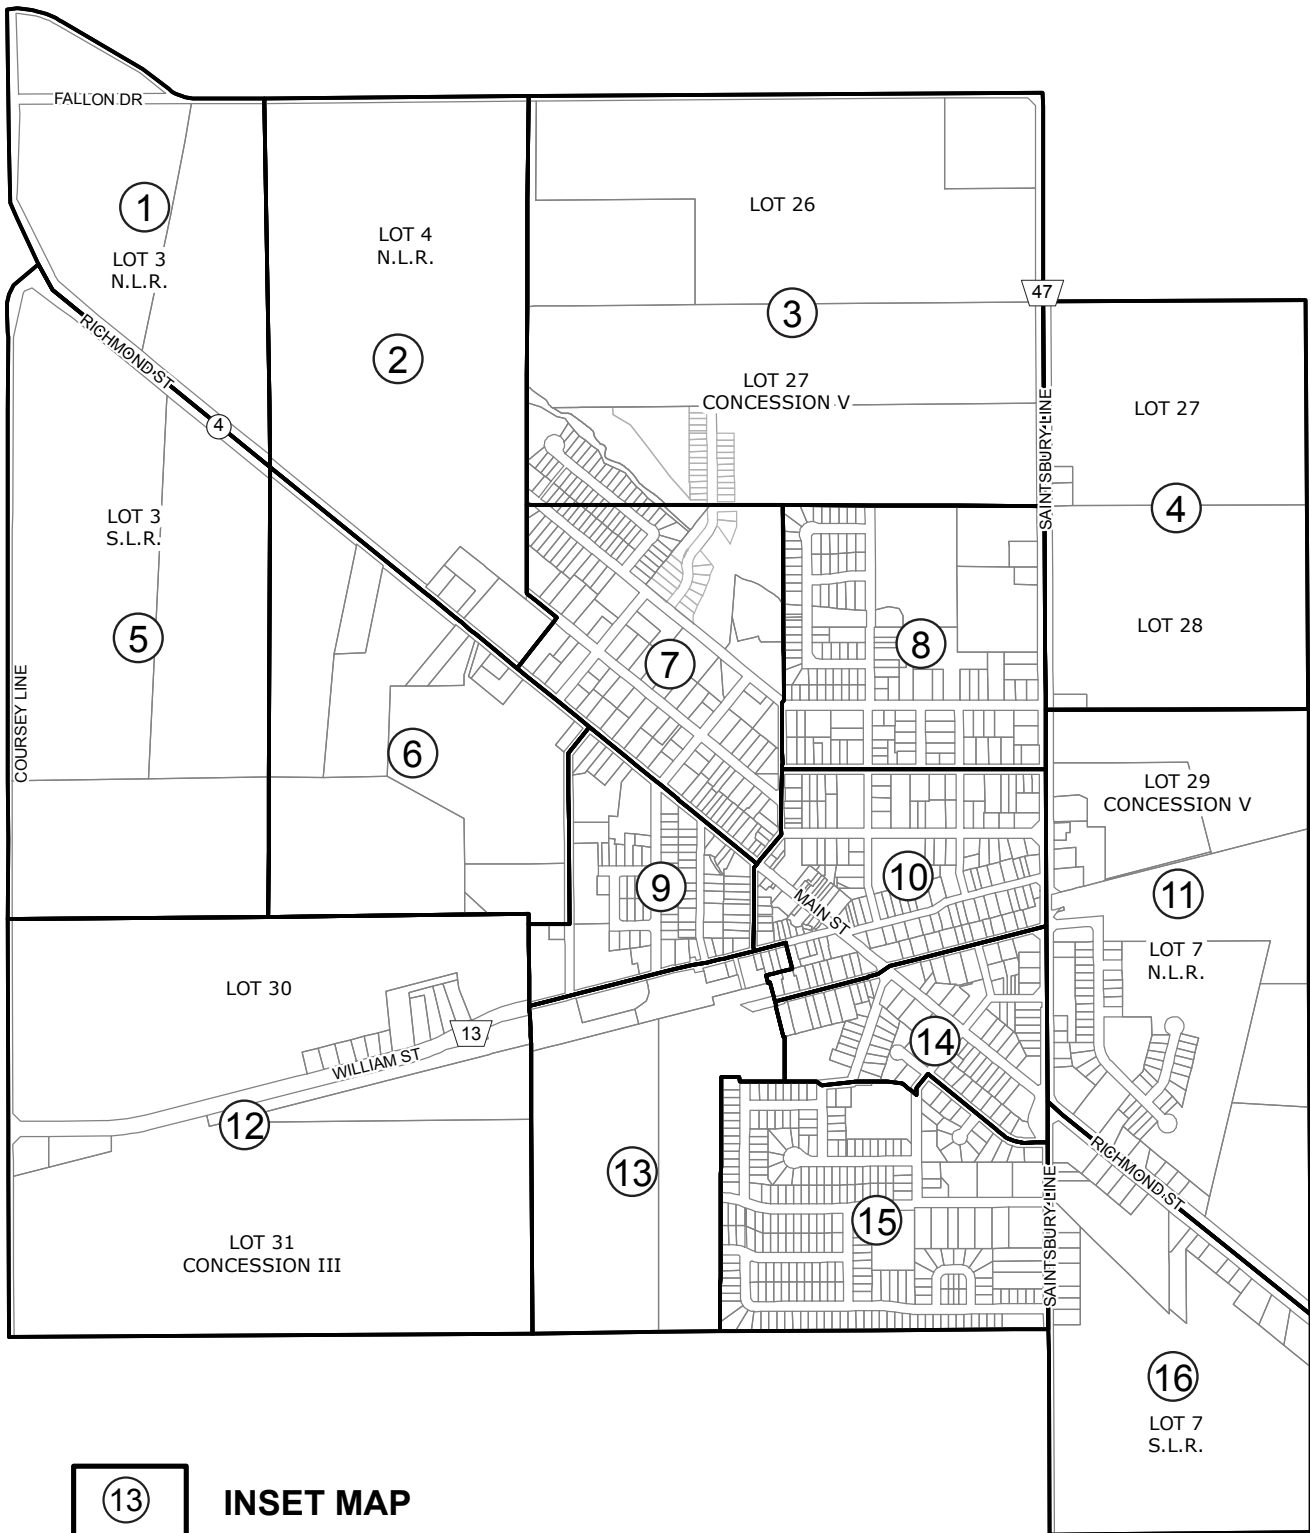 FALLON DR
1
LOT 3
N.L.R.
LOT 4
N.L.R.
2
LOT 26
47
3
LOT 27
CONCESSION V
RICHMOND ST
4
SAINTSBURY LINE
LOT 27
4
LOT 3
S.L.R.
5
COURSEY LINE
6
7
8
LOT 28
LOT 29
CONCESSION V
9
10
MAIN ST
11
LOT 7
N.L.R.
LOT 30
13
WILLIAM ST
12
14
13
15
RICHMOND ST
SAINTSBURY LINE
LOT 31
CONCESSION III
16
LOT 7
S.L.R.
13
INSET MAP